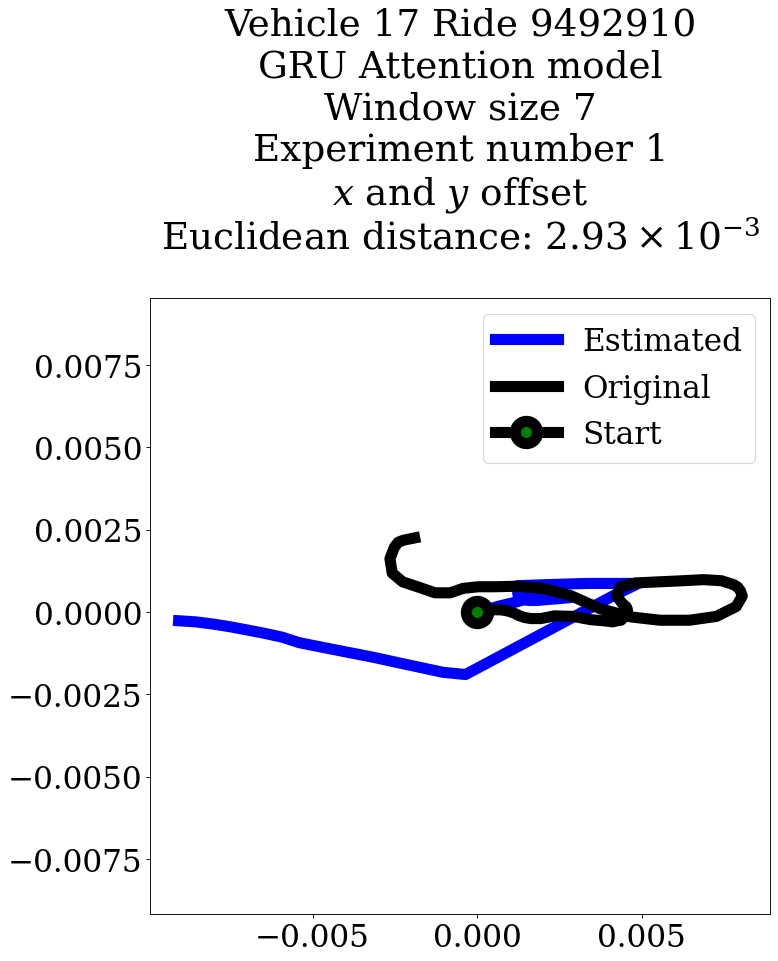 Vehicle 17 Ride 9492910
GRU Attention model
Window size 7
Experiment number 1
x and y offset
Euclidean distance: 2.93 × 10⁻³
Estimated
Original
Start
0.0075
0.0050
0.0025
0.0000
−0.0025
−0.0050
−0.0075
−0.005 0.000 0.005